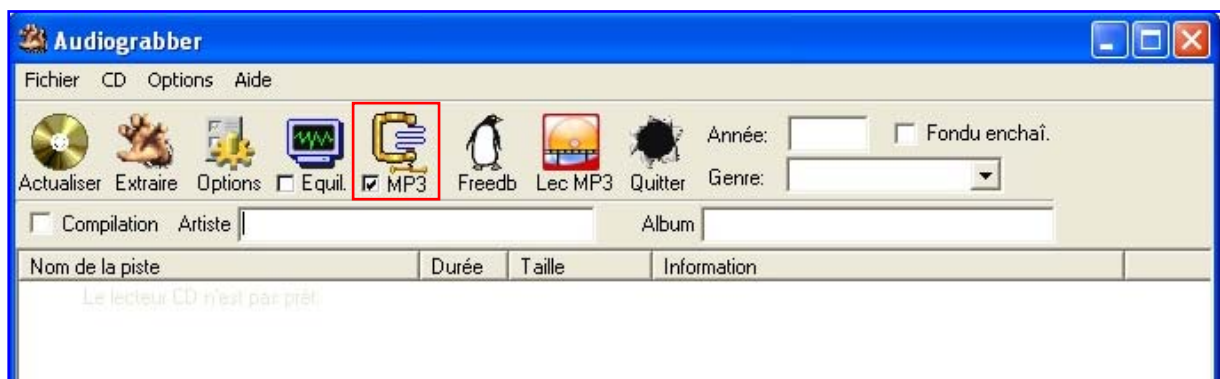 Audiograbber
Fichier CD Options Aide
Année: Fondu enchaî.
Actualiser Extraire Options Equil. MP3 Freedb Lec MP3 Quitter Genre:
Compilation Artiste Album
Nom de la piste Durée Taille Information
Le lecteur CD n'est pas prêt.